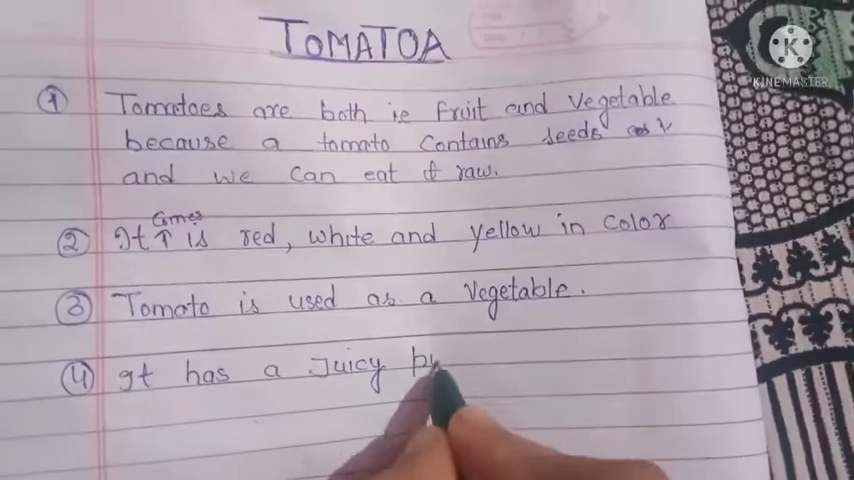 TOMATOA
KINEMASTER
① Tomatoes are both ie Fruit and Vegetable
because a tomato contains seeds
and we can eat it raw.
comes
② It ↑ is red, white and yellow in color
③ Tomato is used as a Vegetable.
④ It has a Juicy pu